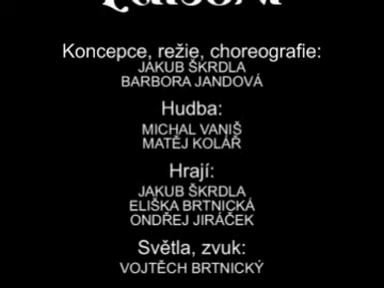 Koncepce, režie, choreografie:
JAKUB ŠKRDLA
BARBORA JANDOVÁ
Hudba:
MICHAL VANIŠ
MATĚJ KOLÁŘ
Hrají:
JAKUB ŠKRDLA
ELIŠKA BRTNICKÁ
ONDŘEJ JIRÁČEK
Světla, zvuk:
VOJTĚCH BRTNICKÝ